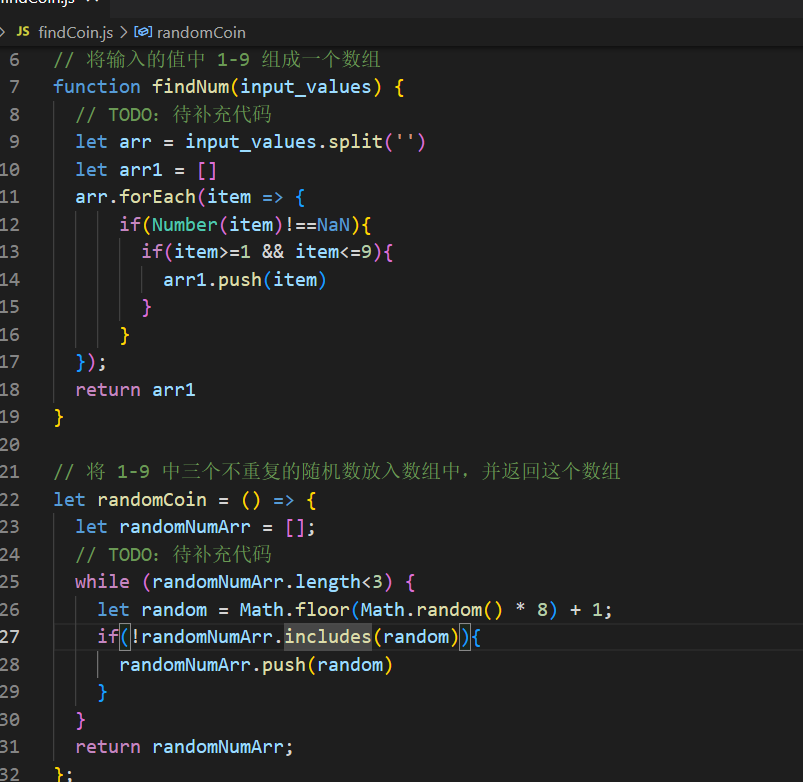 findCoin.js
JS findCoin.js > randomCoin
6 // 将输入的值中 1-9 组成一个数组
7 function findNum(input_values) {
8 // TODO: 待补充代码
9 let arr = input_values.split('')
10 let arr1 = []
11 arr.forEach(item => {
12 if(Number(item)!==NaN){
13 if(item>=1 && item<=9){
14 arr1.push(item)
15 }
16 }
17 });
18 return arr1
19 }
20
21 // 将 1-9 中三个不重复的随机数放入数组中，并返回这个数组
22 let randomCoin = () => {
23 let randomNumArr = [];
24 // TODO: 待补充代码
25 while (randomNumArr.length<3) {
26 let random = Math.floor(Math.random() * 8) + 1;
27 if(!randomNumArr.includes(random)){
28 randomNumArr.push(random)
29 }
30 }
31 return randomNumArr;
32 };